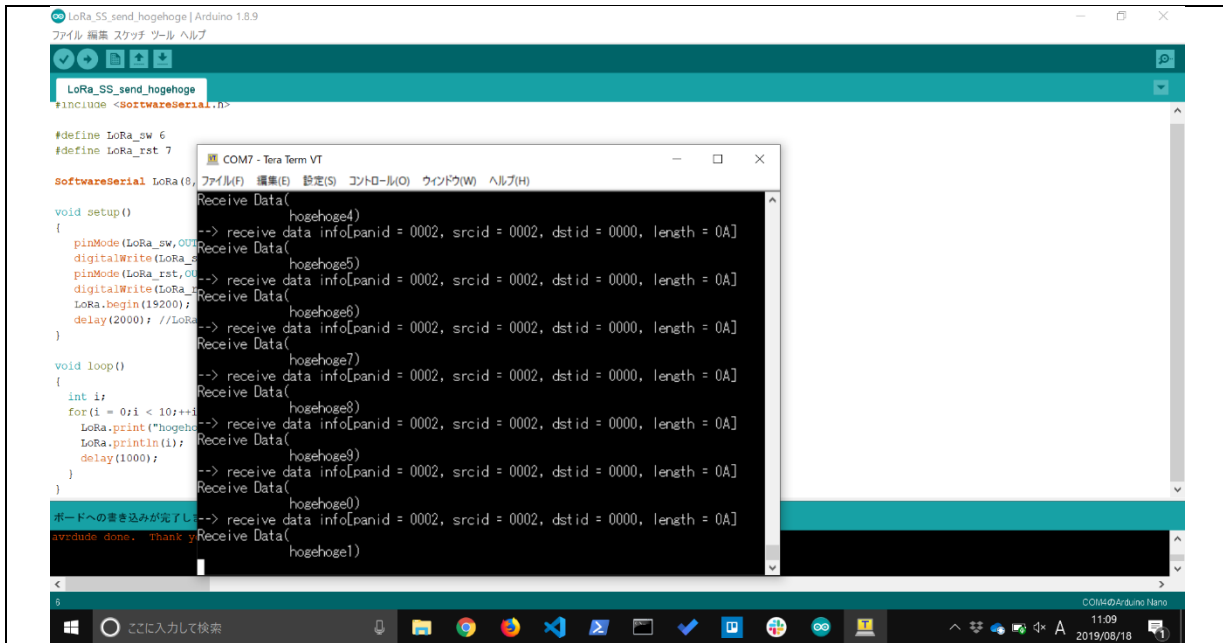 LoRa_SS_send_hogehoge | Arduino 1.8.9
ファイル 編集 スケッチ ツール ヘルプ
LoRa_SS_send_hogehoge
#include <SoftwareSerial.h>
#define LoRa_sw 6
#define LoRa_rst 7
SoftwareSerial LoRa(8,
void setup()
{
pinMode(LoRa_sw,OUT
digitalWrite(LoRa_s
pinMode(LoRa_rst,OU
digitalWrite(LoRa_r
LoRa.begin(19200);
delay(2000); //LoRa
}
void loop()
{
int i;
for(i = 0;i < 10;++i
LoRa.print("hogeho
LoRa.println(i);
delay(1000);
}
}
ボードへの書き込みが完了しま
avrdude done.  Thank y
COM7 - Tera Term VT
ファイル(F) 編集(E) 設定(S) コントロール(O) ウィンドウ(W) ヘルプ(H)
Receive Data(
hogehoge4)
--> receive data info[panid = 0002, srcid = 0002, dstid = 0000, length = 0A]
Receive Data(
hogehoge5)
--> receive data info[panid = 0002, srcid = 0002, dstid = 0000, length = 0A]
Receive Data(
hogehoge6)
--> receive data info[panid = 0002, srcid = 0002, dstid = 0000, length = 0A]
Receive Data(
hogehoge7)
--> receive data info[panid = 0002, srcid = 0002, dstid = 0000, length = 0A]
Receive Data(
hogehoge8)
--> receive data info[panid = 0002, srcid = 0002, dstid = 0000, length = 0A]
Receive Data(
hogehoge9)
--> receive data info[panid = 0002, srcid = 0002, dstid = 0000, length = 0A]
Receive Data(
hogehoge0)
--> receive data info[panid = 0002, srcid = 0002, dstid = 0000, length = 0A]
Receive Data(
hogehoge1)
6
COM4のArduino Nano
ここに入力して検索
A
11:09
2019/08/18